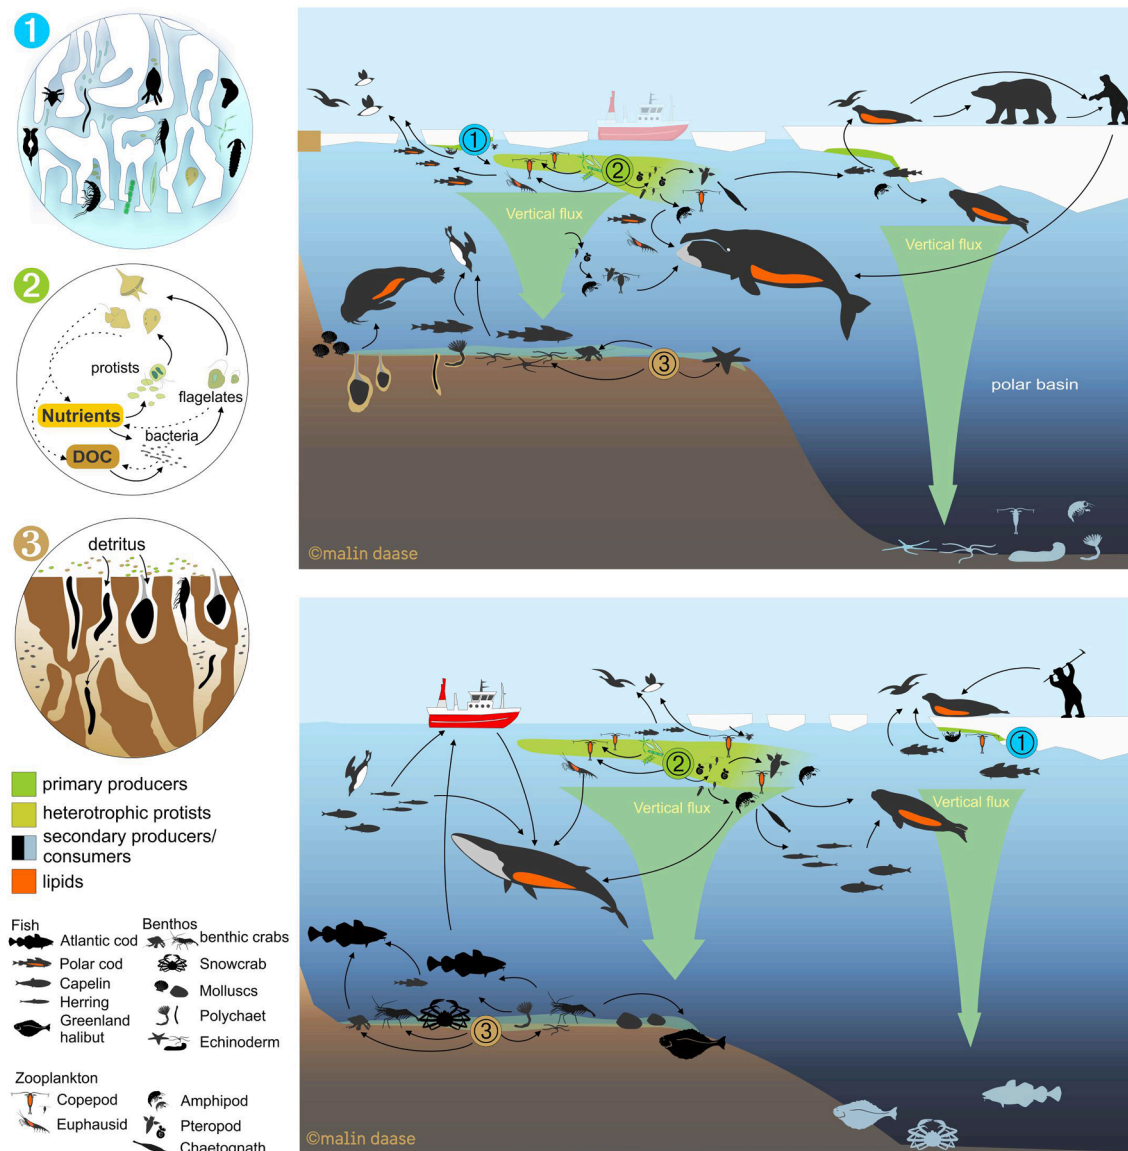 1
2
protists
flagelates
Nutrients
bacteria
DOC
3
detritus
primary producers
heterotrophic protists
secondary producers/
consumers
lipids
Fish
Atlantic cod
Polar cod
Capelin
Herring
Greenland
halibut
Benthos
benthic crabs
Snowcrab
Molluscs
Polychaet
Echinoderm
Zooplankton
Copepod
Euphausid
Amphipod
Pteropod
Chaetognath
1
2
Vertical flux
Vertical flux
3
polar basin
©malin daase
1
2
Vertical flux
Vertical flux
3
©malin daase